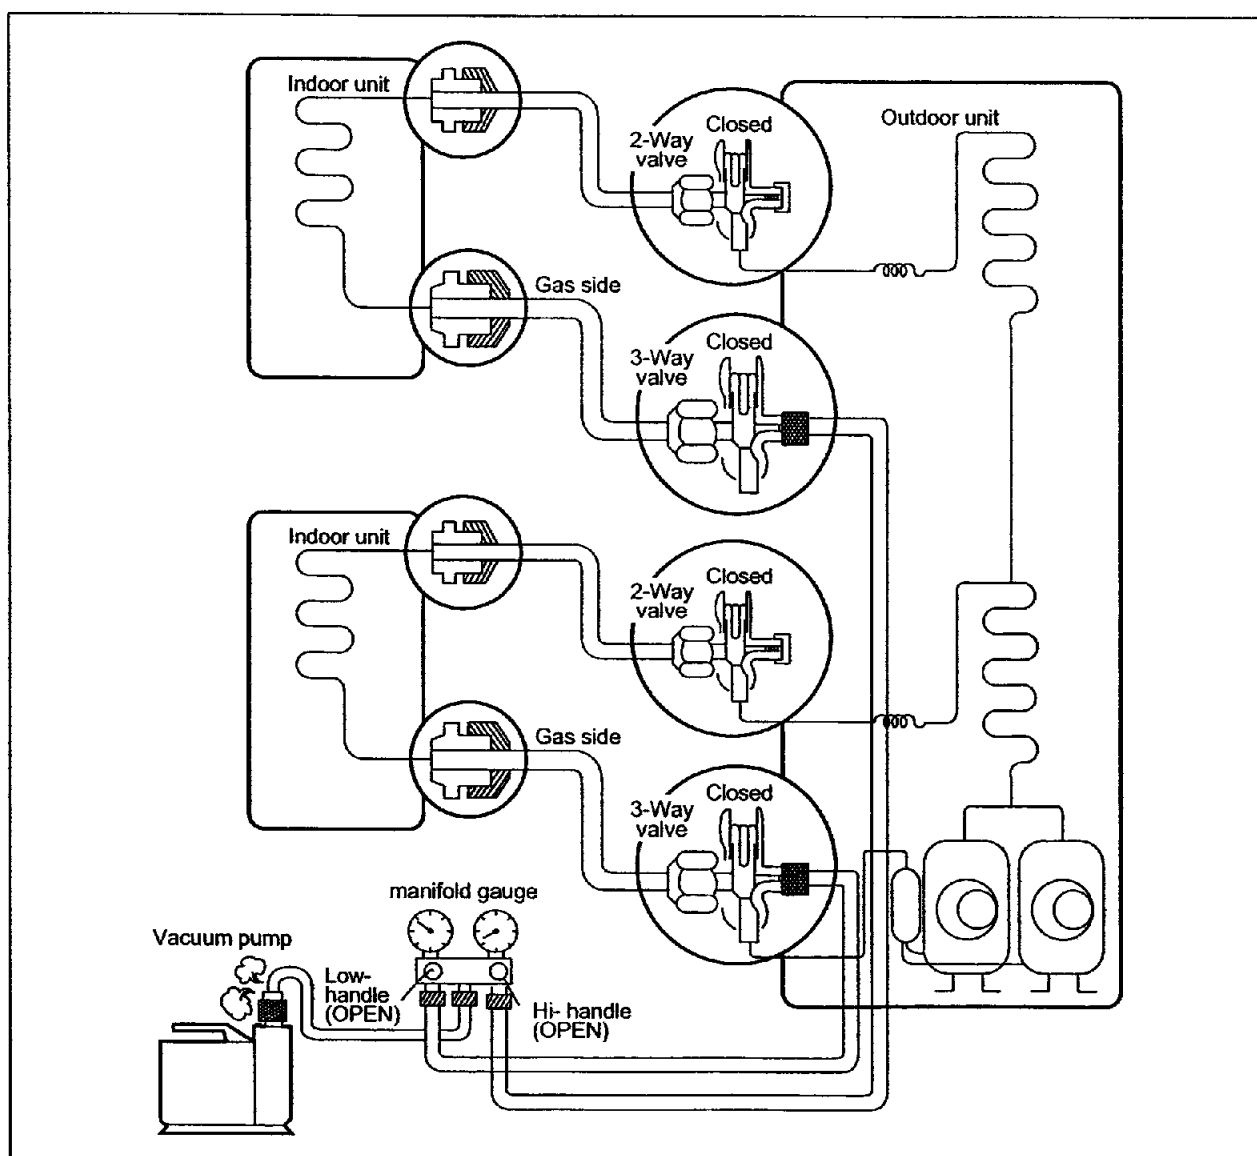 Indoor unit
Closed
2-Way
valve
Outdoor unit
Gas side
Closed
3-Way
valve
Indoor unit
Closed
2-Way
valve
Gas side
Closed
3-Way
valve
manifold gauge
Vacuum pump
Low-
handle
(OPEN)
Hi- handle
(OPEN)